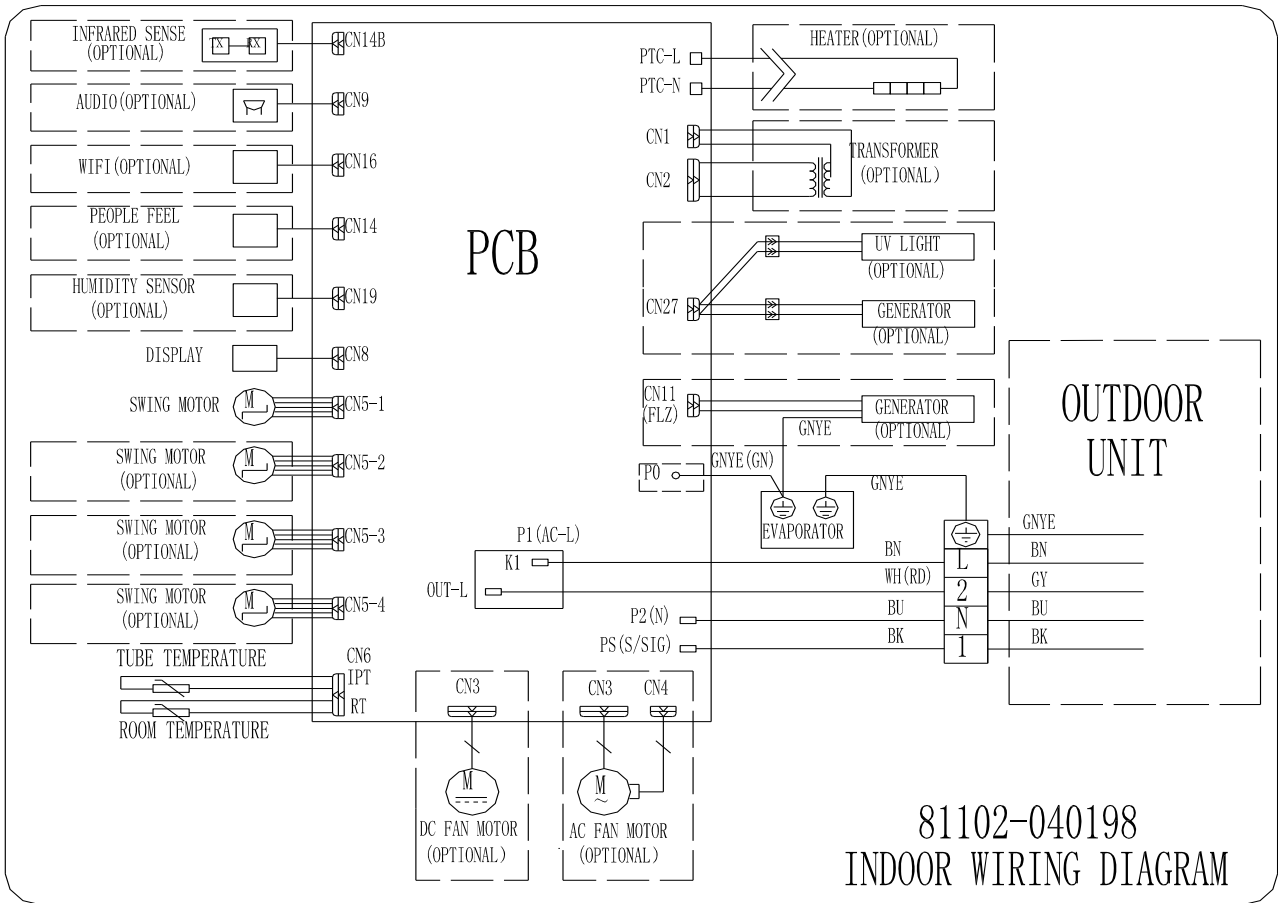 INFRARED SENSE
(OPTIONAL)
TX
RX
CN14B
AUDIO(OPTIONAL)
CN9
WIFI(OPTIONAL)
CN16
PEOPLE FEEL
(OPTIONAL)
CN14
HUMIDITY SENSOR
(OPTIONAL)
CN19
DISPLAY
CN8
SWING MOTOR
M
CN5-1
SWING MOTOR
(OPTIONAL)
M
CN5-2
SWING MOTOR
(OPTIONAL)
M
CN5-3
SWING MOTOR
(OPTIONAL)
M
CN5-4
TUBE TEMPERATURE
CN6
IPT
RT
ROOM TEMPERATURE
PCB
PTC-L
PTC-N
HEATER(OPTIONAL)
CN1
CN2
TRANSFORMER
(OPTIONAL)
CN27
UV LIGHT
(OPTIONAL)
GENERATOR
(OPTIONAL)
CN11
(FLZ)
GENERATOR
(OPTIONAL)
GNYE
P0
GNYE(GN)
GNYE
EVAPORATOR
P1(AC-L)
K1
OUT-L
P2(N)
PS(S/SIG)
BN
WH(RD)
BU
BK
L
2
N
1
GNYE
BN
GY
BU
BK
OUTDOOR
UNIT
CN3
M
DC FAN MOTOR
(OPTIONAL)
CN3
CN4
M
~
AC FAN MOTOR
(OPTIONAL)
81102-040198
INDOOR WIRING DIAGRAM